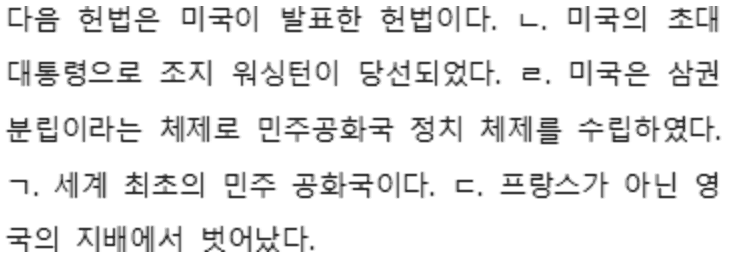 다음 헌법은 미국이 발표한 헌법이다. ㄴ. 미국의 초대
대통령으로 조지 워싱턴이 당선되었다. ㄹ. 미국은 삼권
분립이라는 체제로 민주공화국 정치 체제를 수립하였다.
ㄱ. 세계 최초의 민주 공화국이다. ㄷ. 프랑스가 아닌 영
국의 지배에서 벗어났다.